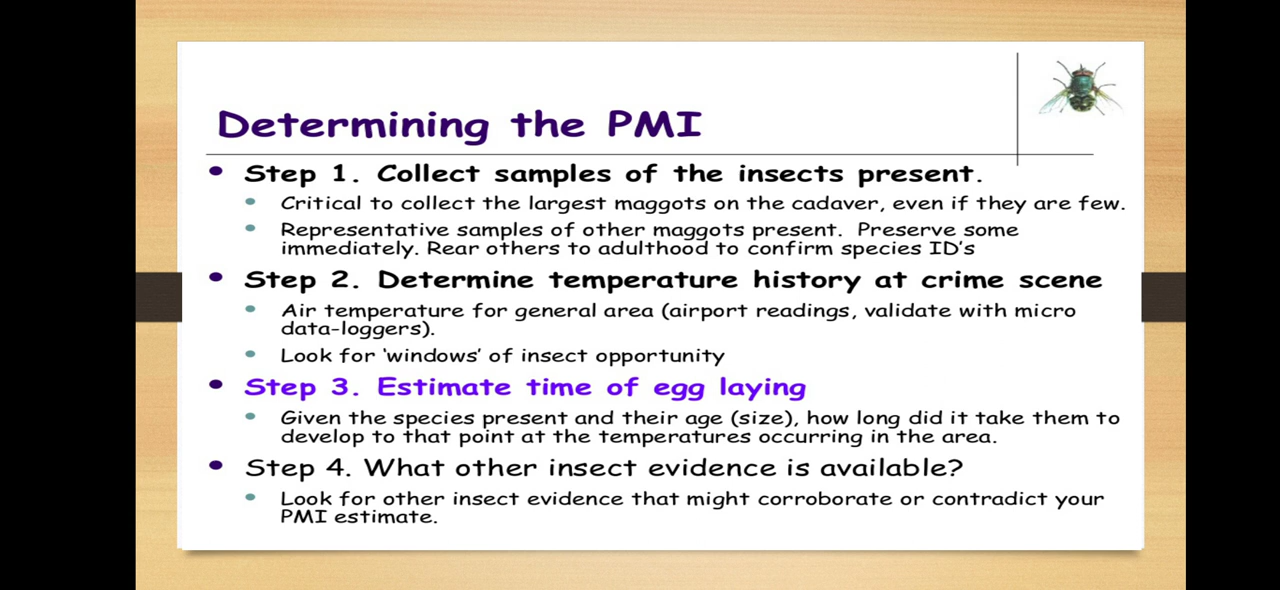 Determining the PMI
Step 1. Collect samples of the insects present.
Critical to collect the largest maggots on the cadaver, even if they are few.
Representative samples of other maggots present.  Preserve some
immediately. Rear others to adulthood to confirm species ID's
Step 2. Determine temperature history at crime scene
Air temperature for general area (airport readings, validate with micro
data-loggers).
Look for 'windows' of insect opportunity
Step 3. Estimate time of egg laying
Given the species present and their age (size), how long did it take them to
develop to that point at the temperatures occurring in the area.
Step 4. What other insect evidence is available?
Look for other insect evidence that might corroborate or contradict your
PMI estimate.